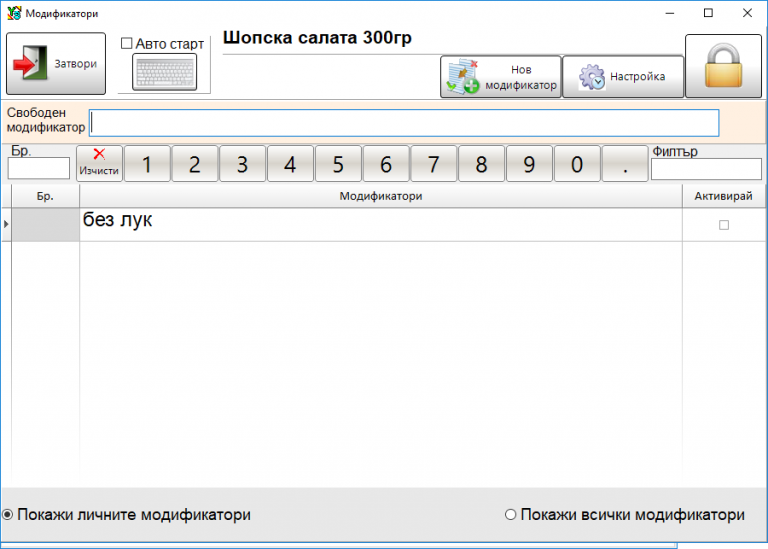 Модификатори
Затвори
Авто старт
Шопска салата 300гр
Нов
модификатор
Настройка
Свободен
модификатор
Бр.
Изчисти
1 2 3 4 5 6 7 8 9 0 .
Филтър
Бр. Модификатори Активирай
без лук
Покажи личните модификатори
Покажи всички модификатори